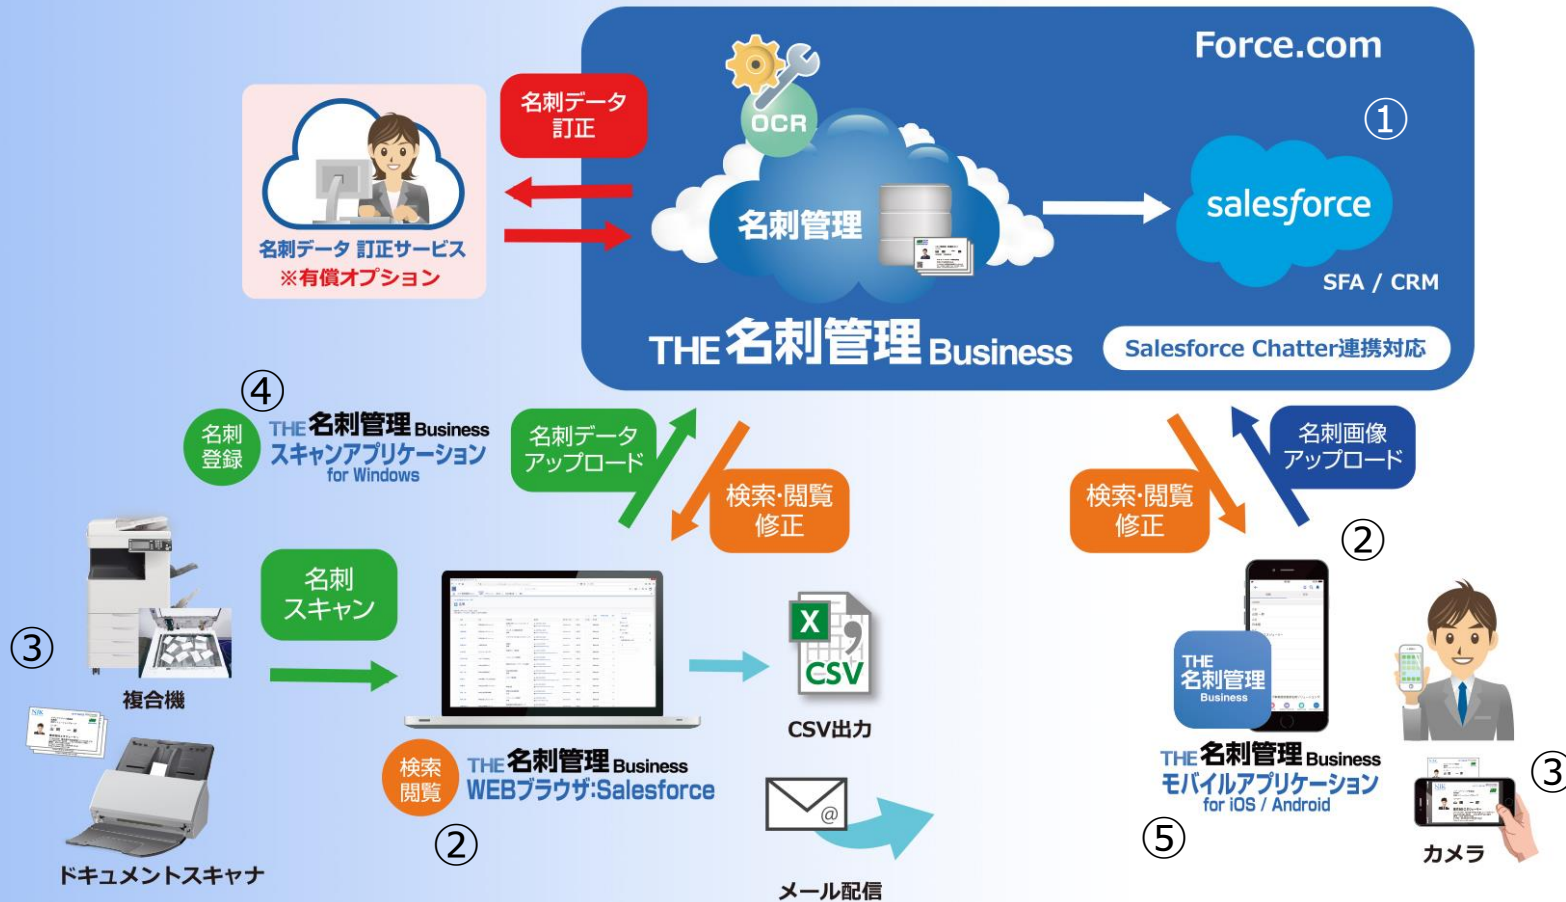 Force.com
①
OCR
名刺データ
訂正
名刺管理
salesforce
SFA / CRM
名刺データ 訂正サービス
※有償オプション
THE 名刺管理 Business
Salesforce Chatter連携対応
④
名刺
登録
THE 名刺管理 Business
スキャンアプリケーション
for Windows
名刺データ
アップロード
検索・閲覧
修正
検索・閲覧
修正
名刺画像
アップロード
②
③
複合機
名刺
スキャン
X
CSV
CSV出力
THE
名刺管理
Business
NJK
ドキュメントスキャナ
検索
閲覧
THE 名刺管理 Business
WEBブラウザ:Salesforce
②
@
メール配信
THE 名刺管理 Business
モバイルアプリケーション
for iOS / Android
⑤
③
カメラ